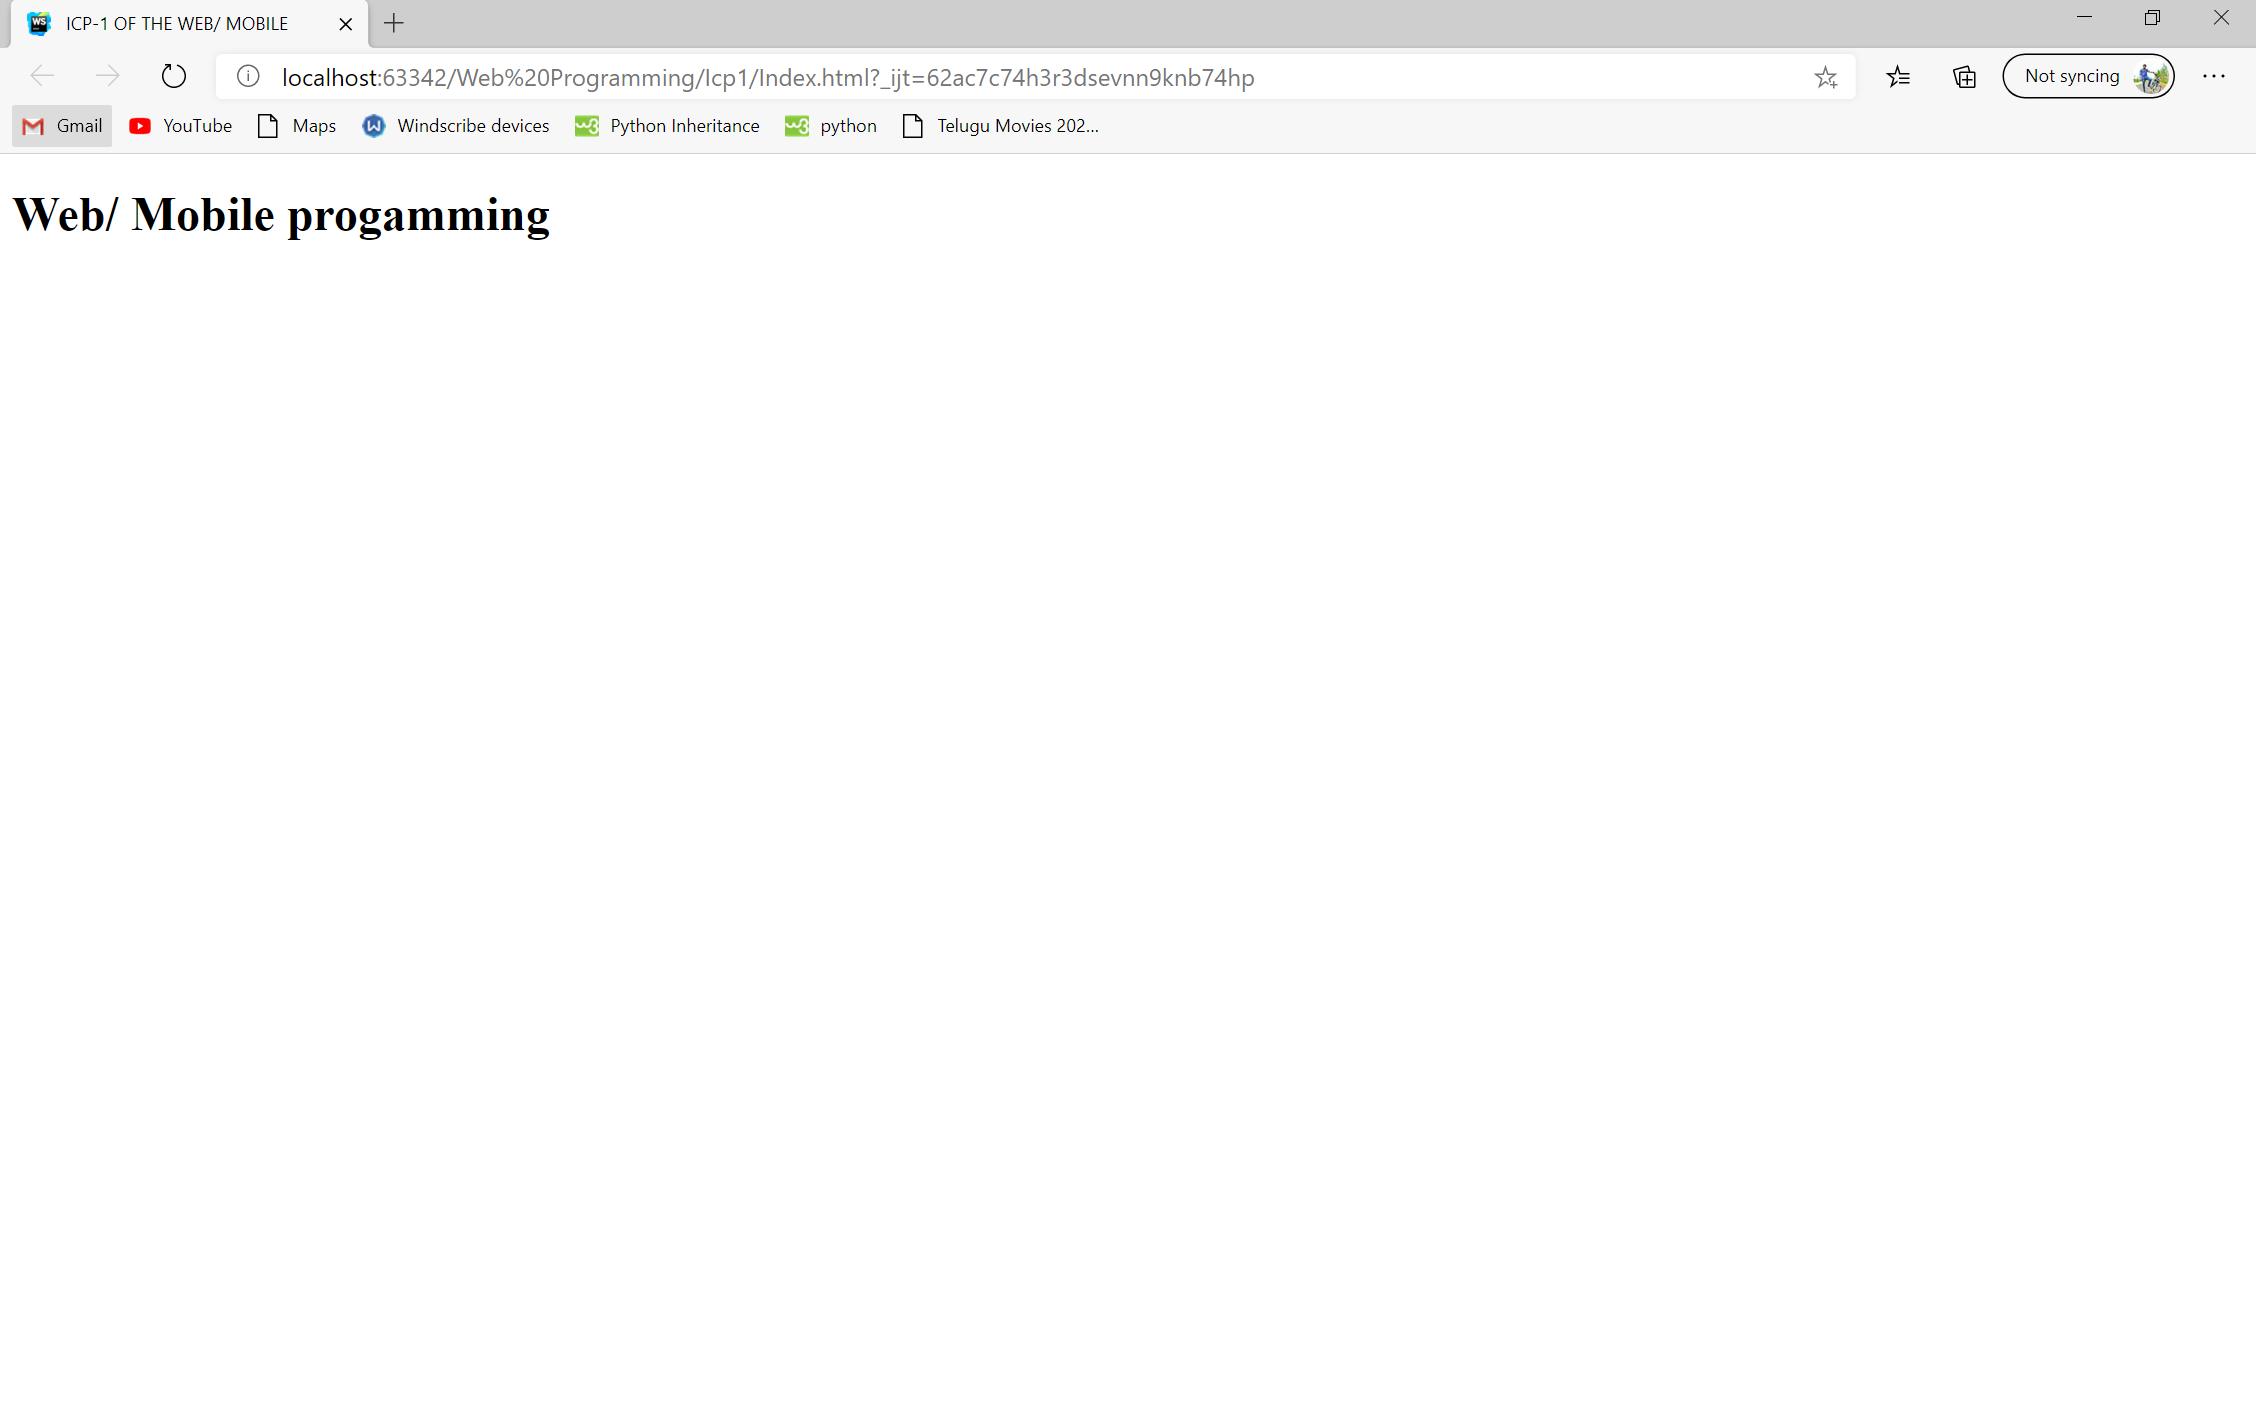 WS ICP-1 OF THE WEB/ MOBILE
localhost:63342/Web%20Programming/Icp1/Index.html?_ijt=62ac7c74h3r3dsevnn9knb74hp Not syncing
Gmail YouTube Maps Windscribe devices Python Inheritance python Telugu Movies 202...
Web/ Mobile progamming